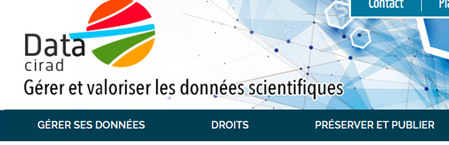 Contact
Data
cirad
Gérer et valoriser les données scientifiques
GÉRER SES DONNÉES DROITS PRÉSERVER ET PUBLIER